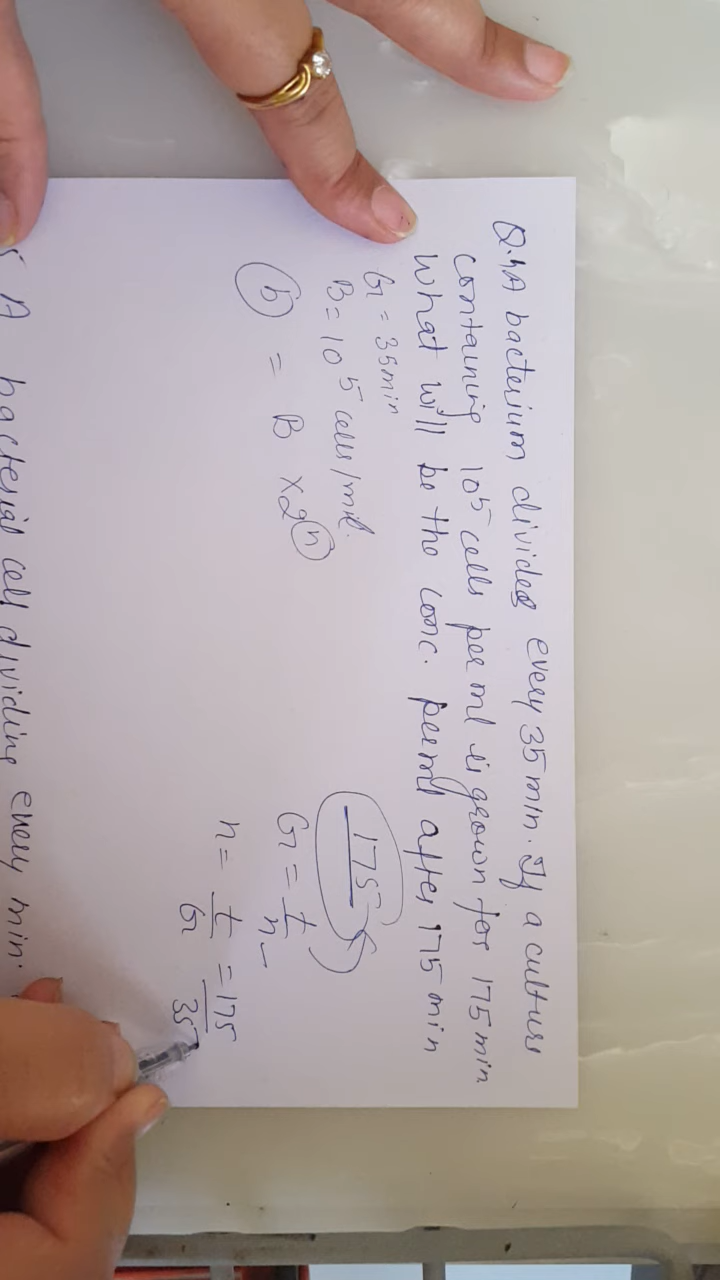 Q.4 A bacterium divides every 35 min. If a culture
containing 10⁵ cells per ml is grown for 175 min
what will be the conc. per ml after 175 min
G = 35 min
B = 10⁵ cells/ml.
b = B × 2ⁿ
175
G = t/n
n = t/G = 175/35
A bacterial cell dividing every min.